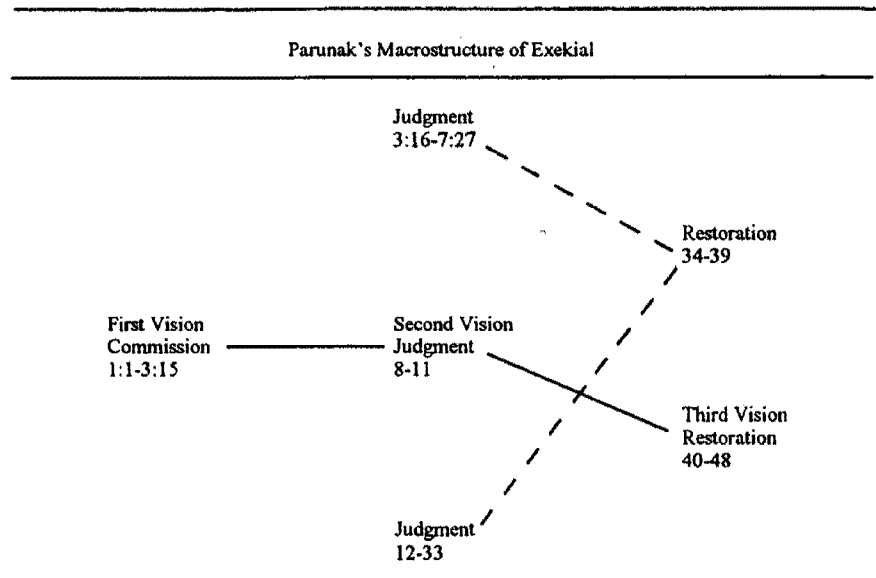 Parunak's Macrostructure of Exekial
Judgment
3:16-7:27
Restoration
34-39
First Vision
Commission
1:1-3:15
Second Vision
Judgment
8-11
Third Vision
Restoration
40-48
Judgment
12-33